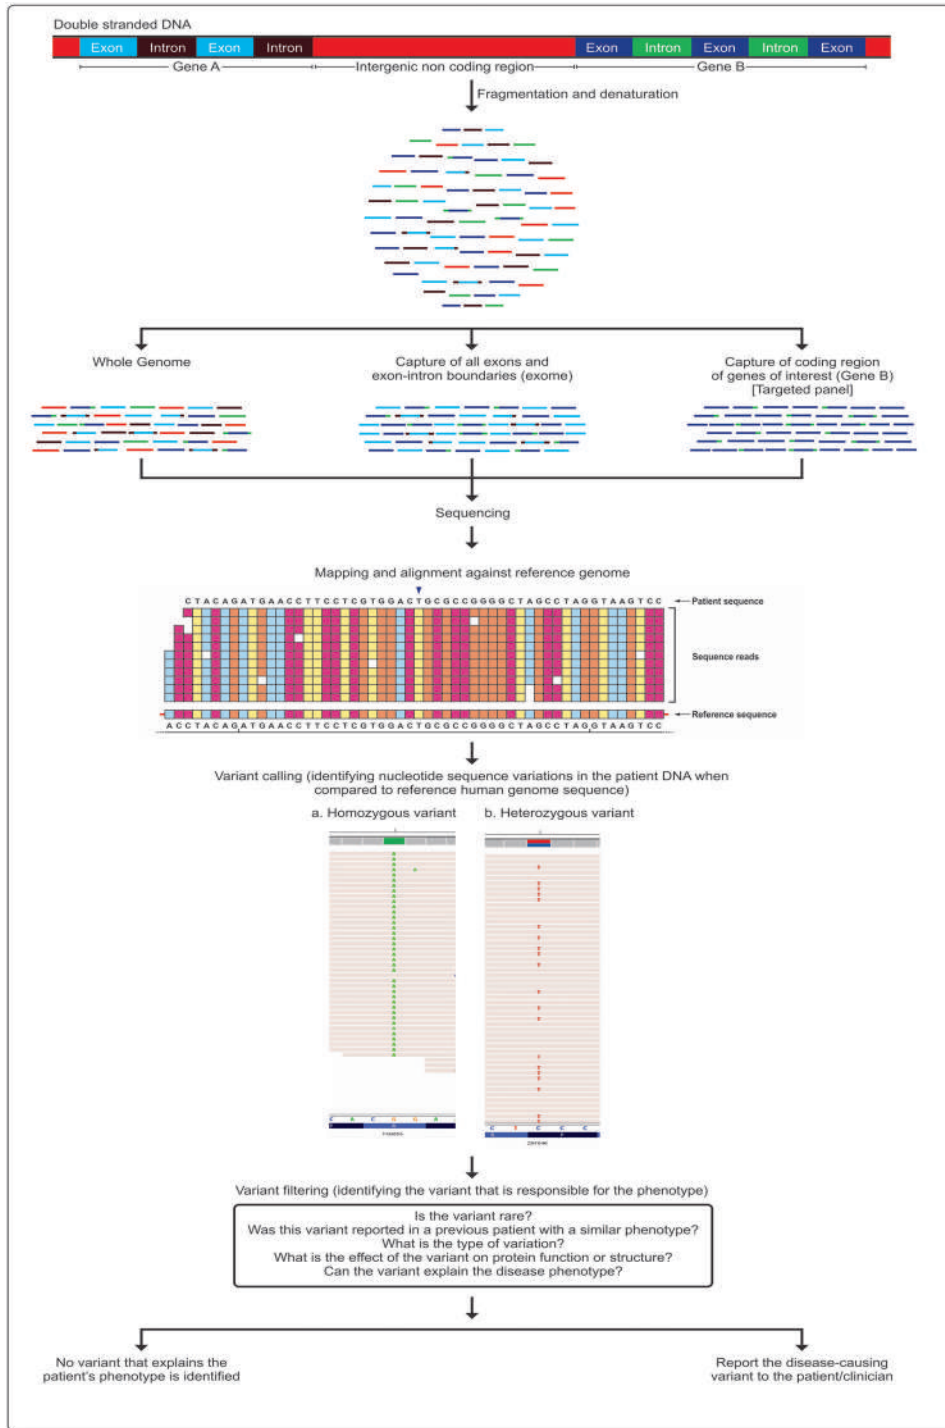 Double stranded DNA
Exon Intron Exon Intron Exon Intron Exon Intron Exon
Gene A Intergenic non coding region Gene B
Fragmentation and denaturation
Whole Genome
Capture of all exons and
exon-intron boundaries (exome)
Capture of coding region
of genes of interest (Gene B)
[Targeted panel]
Sequencing
Mapping and alignment against reference genome
CTACAGATGAACCTTCCTCGTGGACTGCGCCGGGGCTAGCCTAGGTAAGTCC Patient sequence
Sequence reads
Reference sequence
ACCTACAGATGAACCTTCCTCGTGGACTGCGCCGGGGCTAGCCTAGGTAAGTCC
Variant calling (identifying nucleotide sequence variations in the patient DNA when
compared to reference human genome sequence)
a. Homozygous variant
b. Heterozygous variant
C A C G G A
C T C C C
Variant filtering (identifying the variant that is responsible for the phenotype)
Is the variant rare?
Was this variant reported in a previous patient with a similar phenotype?
What is the type of variation?
What is the effect of the variant on protein function or structure?
Can the variant explain the disease phenotype?
No variant that explains the
patient's phenotype is identified
Report the disease-causing
variant to the patient/clinician